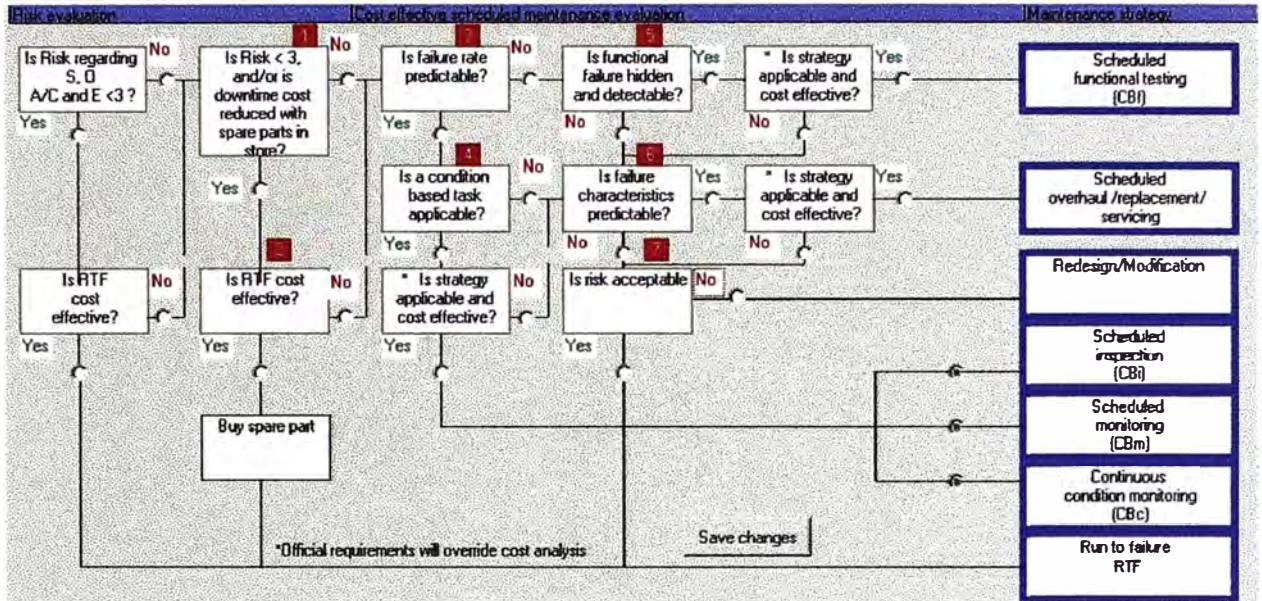 Risk evaluation
Cost effective scheduled maintenance evaluation
Maintenance strategy
Is Risk regarding
S, O
A/C and E <3 ?
No
Yes
1
Is Risk < 3,
and/or is
downtime cost
reduced with
spare parts in
store?
No
Yes
Is failure rate
predictable?
No
Yes
5
Is functional
failure hidden
and detectable?
Yes
No
* Is strategy
applicable and
cost effective?
Yes
No
Scheduled
functional testing
(CBf)
4
Is a condition
based task
applicable?
No
Yes
6
Is failure
characteristics
predictable?
Yes
No
* Is strategy
applicable and
cost effective?
Yes
No
Scheduled
overhaul /replacement/
servicing
Is RTF
cost
effective?
No
Yes
2
Is RTF cost
effective?
No
Yes
* Is strategy
applicable and
cost effective?
No
Yes
7
Is risk acceptable
No
Yes
Redesign/Modification
Scheduled
inspection
(CBi)
Buy spare part
Scheduled
monitoring
(CBm)
Continuous
condition monitoring
(CBc)
*Official requirements will override cost analysis
Save changes
Run to failure
RTF